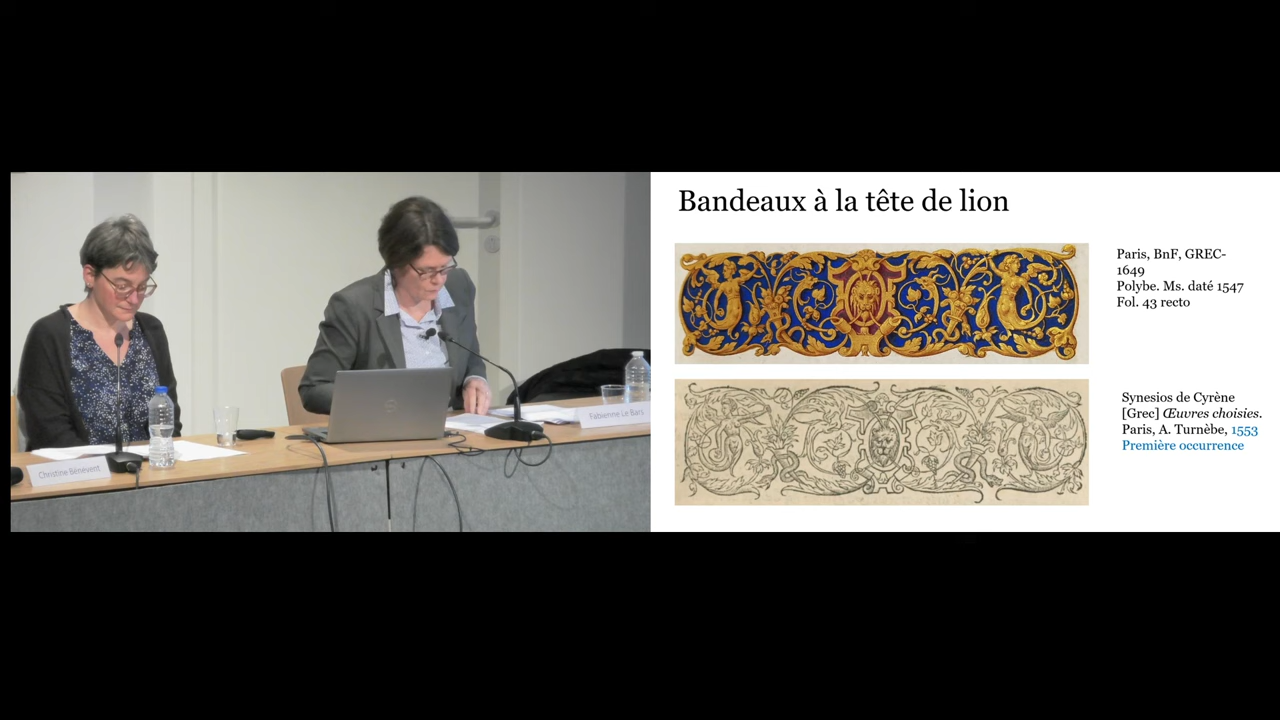 Bandeaux à la tête de lion
Paris, BnF, GREC-
1649
Polybe. Ms. daté 1547
Fol. 43 recto
Synesios de Cyrène
[Grec] Œuvres choisies.
Paris, A. Turnèbe, 1553
Première occurrence
Christine Bénévent
Fabienne Le Bars